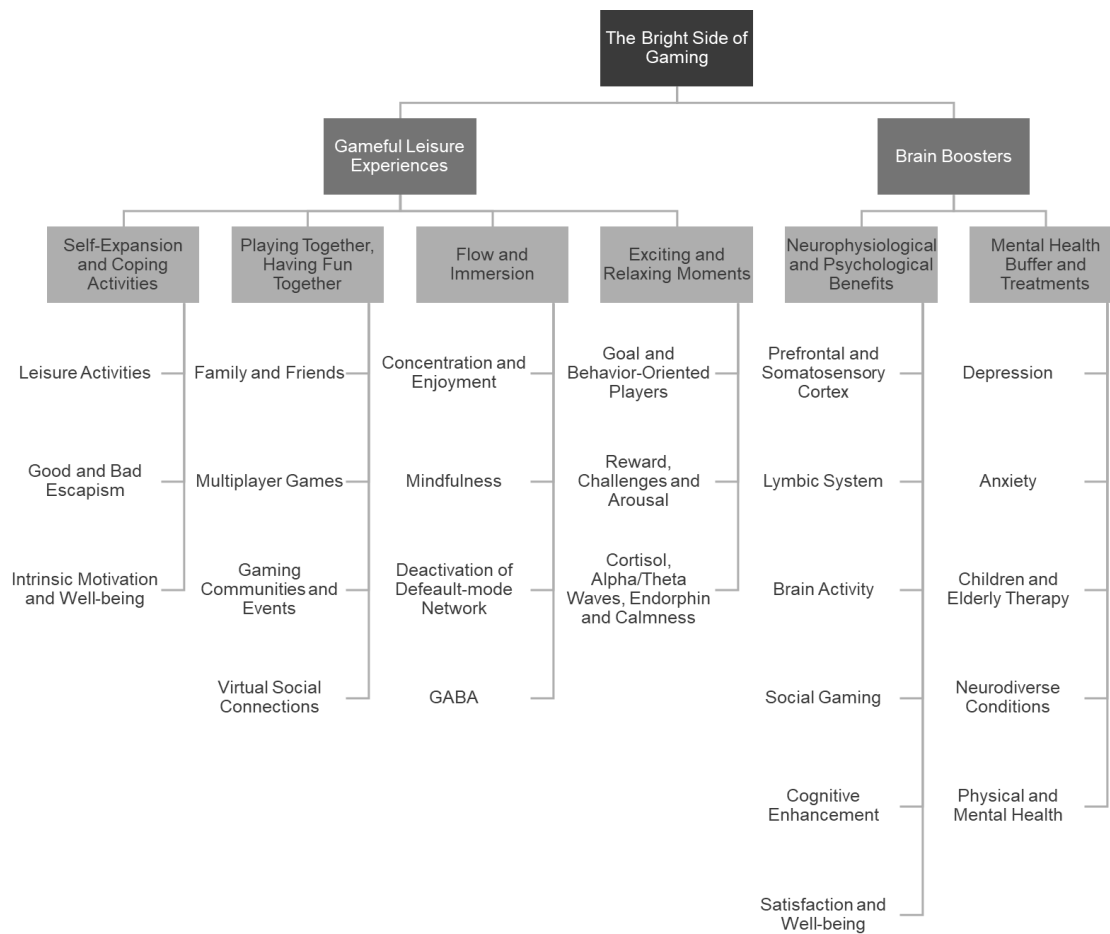 The Bright Side of
Gaming
Gameful Leisure
Experiences
Brain Boosters
Self-Expansion
and Coping
Activities
Playing Together,
Having Fun
Together
Flow and
Immersion
Exciting and
Relaxing Moments
Neurophysiological
and Psychological
Benefits
Mental Health
Buffer and
Treatments
Leisure Activities
Good and Bad
Escapism
Intrinsic Motivation
and Well-being
Family and Friends
Multiplayer Games
Gaming
Communities and
Events
Virtual Social
Connections
Concentration and
Enjoyment
Mindfulness
Deactivation of
Defeault-mode
Network
GABA
Goal and
Behavior-Oriented
Players
Reward,
Challenges and
Arousal
Cortisol,
Alpha/Theta
Waves, Endorphin
and Calmness
Prefrontal and
Somatosensory
Cortex
Lymbic System
Brain Activity
Social Gaming
Cognitive
Enhancement
Satisfaction and
Well-being
Depression
Anxiety
Children and
Elderly Therapy
Neurodiverse
Conditions
Physical and
Mental Health